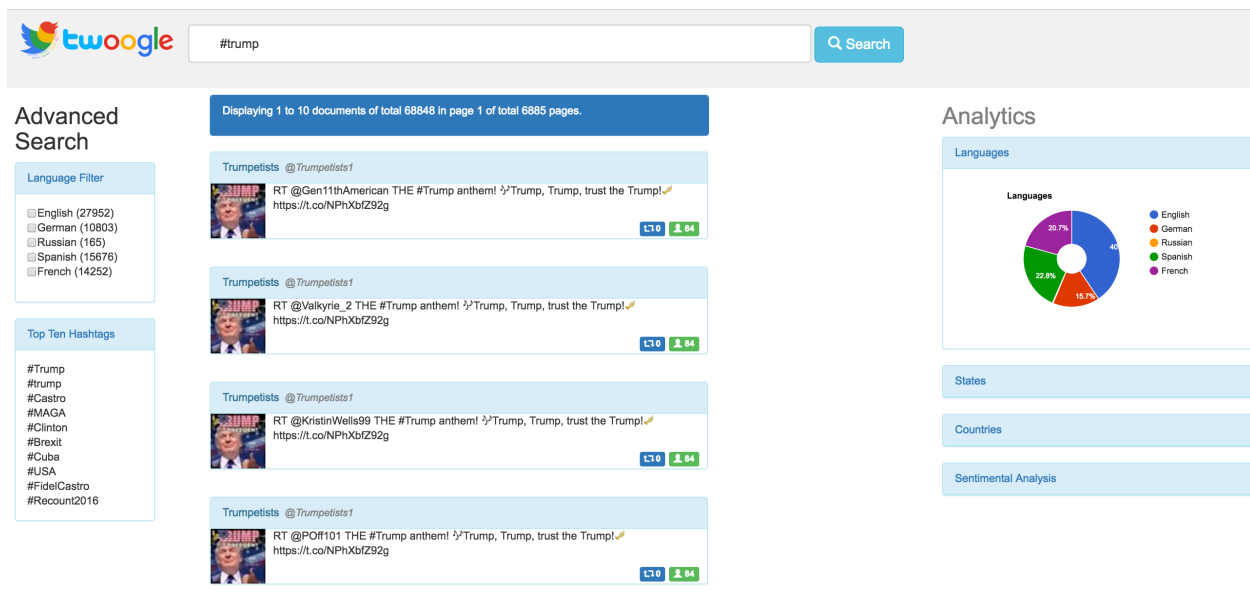 twoogle
#trump
Search
Advanced
Search
Language Filter
English (27952)
German (10803)
Russian (165)
Spanish (15676)
French (14252)
Top Ten Hashtags
#Trump
#trump
#Castro
#MAGA
#Clinton
#Brexit
#Cuba
#USA
#FidelCastro
#Recount2016
Displaying 1 to 10 documents of total 68848 in page 1 of total 6885 pages.
Trumpetists @Trumpetists1
RT @Gen11thAmerican THE #Trump anthem! 🎶Trump, Trump, trust the Trump!🎺
https://t.co/NPhXbfZ92g
0 84
Trumpetists @Trumpetists1
RT @Valkyrie_2 THE #Trump anthem! 🎶Trump, Trump, trust the Trump!🎺
https://t.co/NPhXbfZ92g
0 84
Trumpetists @Trumpetists1
RT @KristinWells99 THE #Trump anthem! 🎶Trump, Trump, trust the Trump!🎺
https://t.co/NPhXbfZ92g
0 84
Trumpetists @Trumpetists1
RT @POff101 THE #Trump anthem! 🎶Trump, Trump, trust the Trump!🎺
https://t.co/NPhXbfZ92g
0 84
Analytics
Languages
Languages
20.7%
40
22.8%
15.7%
English
German
Russian
Spanish
French
States
Countries
Sentimental Analysis